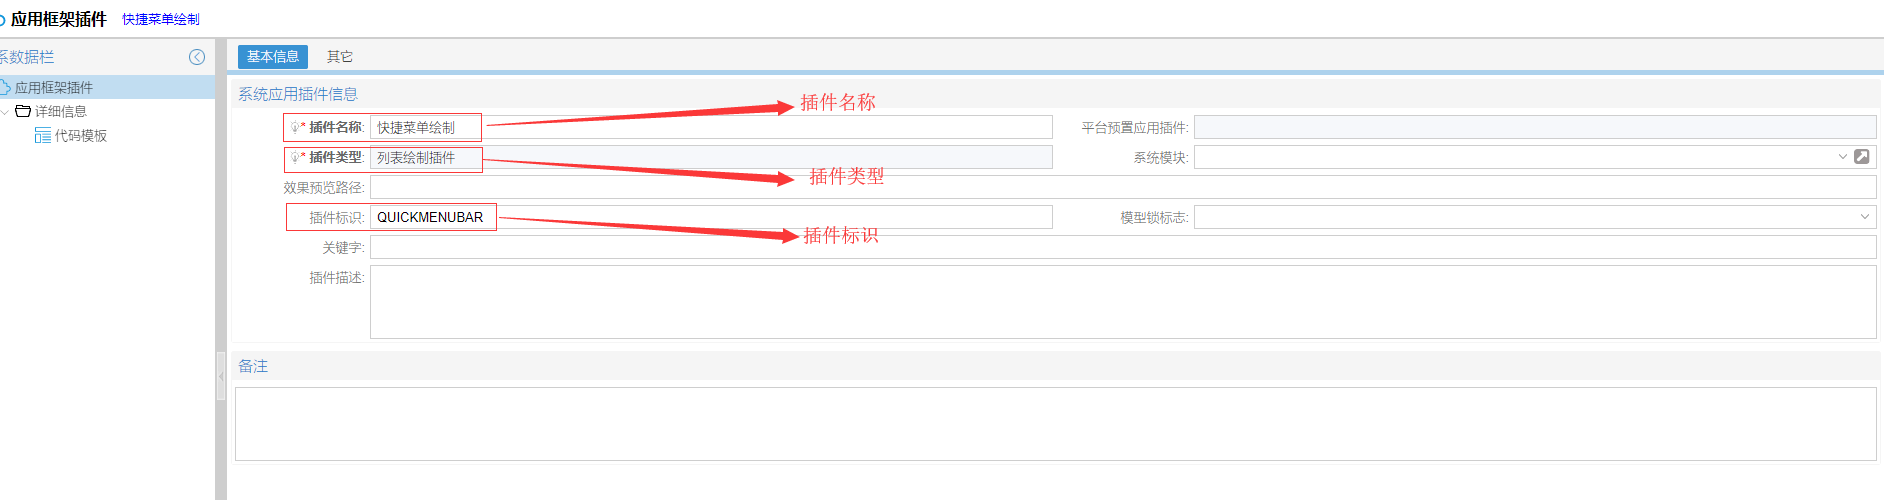 应用框架插件 快捷菜单绘制
系数据栏
应用框架插件
详细信息
代码模板
基本信息 其它
系统应用插件信息
* 插件名称: 快捷菜单绘制
插件名称
平台预置应用插件:
* 插件类型: 列表绘制插件
插件类型
系统模块:
效果预览路径:
插件标识: QUICKMENUBAR
插件标识
模型锁标志:
关键字:
插件描述:
备注